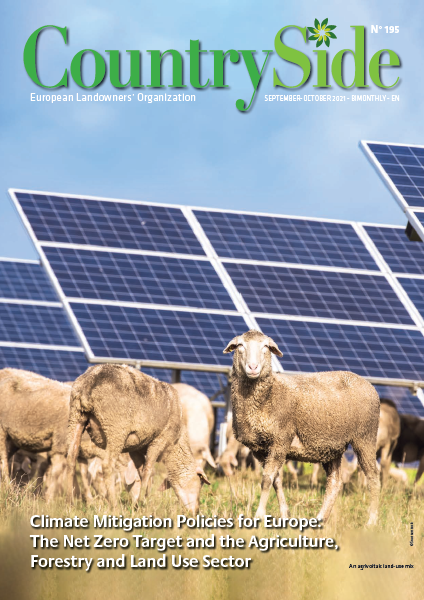 N° 195
CountrySide
European Landowners' Organization
SEPTEMBER-OCTOBER 2021 - BIMONTHLY - EN
Climate Mitigation Policies for Europe:
The Net Zero Target and the Agriculture,
Forestry and Land Use Sector
An agrivoltaic land-use mix